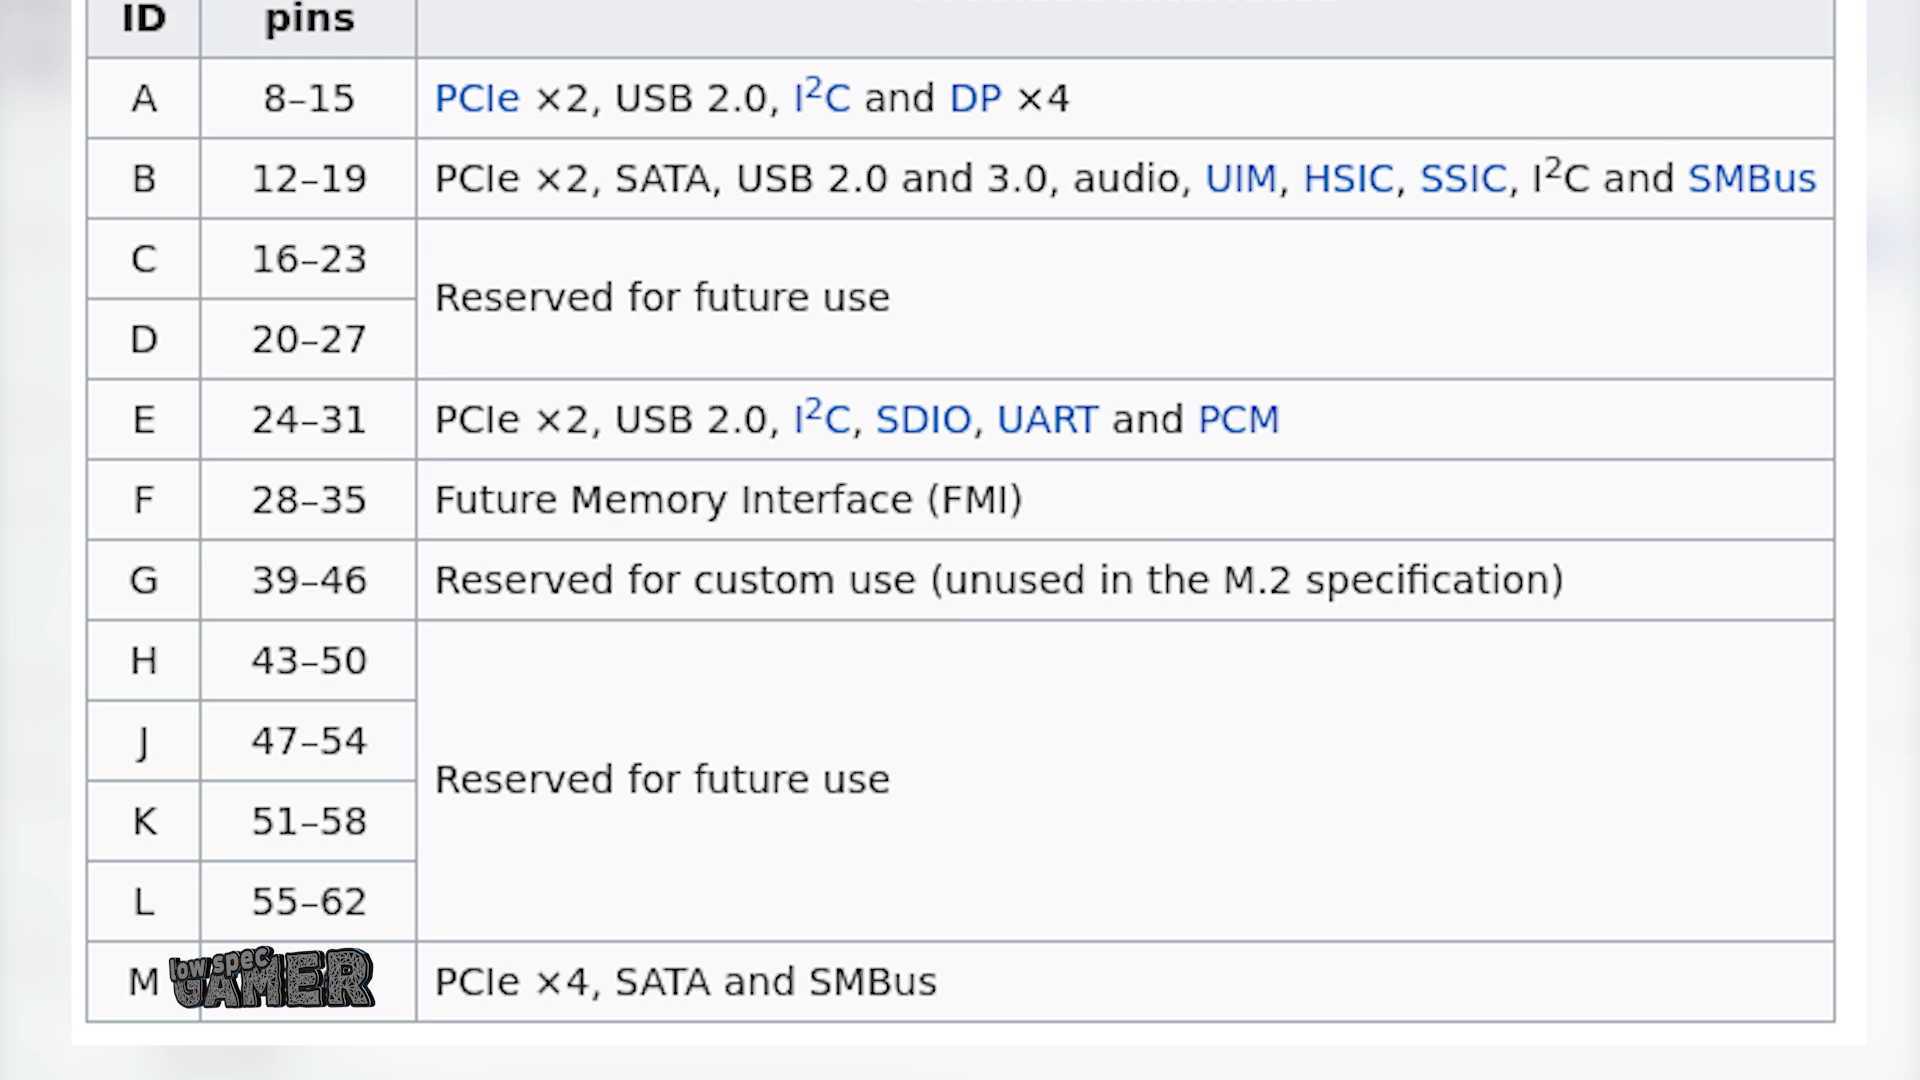 ID pins
A 8–15 PCIe ×2, USB 2.0, I²C and DP ×4
B 12–19 PCIe ×2, SATA, USB 2.0 and 3.0, audio, UIM, HSIC, SSIC, I²C and SMBus
C 16–23
Reserved for future use
D 20–27
E 24–31 PCIe ×2, USB 2.0, I²C, SDIO, UART and PCM
F 28–35 Future Memory Interface (FMI)
G 39–46 Reserved for custom use (unused in the M.2 specification)
H 43–50
J 47–54
Reserved for future use
K 51–58
L 55–62
M PCIe ×4, SATA and SMBus
low spec
GAMER